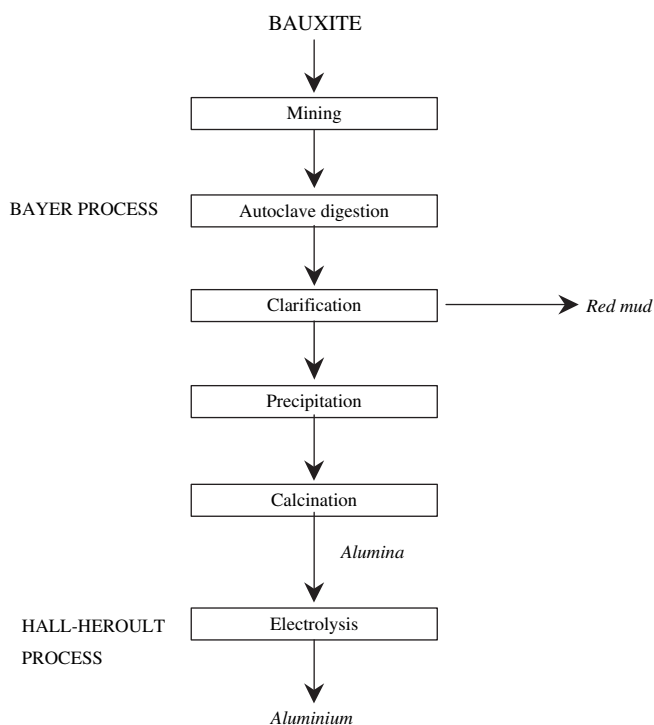 BAUXITE
Mining
BAYER PROCESS
Autoclave digestion
Clarification
Red mud
Precipitation
Calcination
Alumina
HALL-HEROULT
PROCESS
Electrolysis
Aluminium